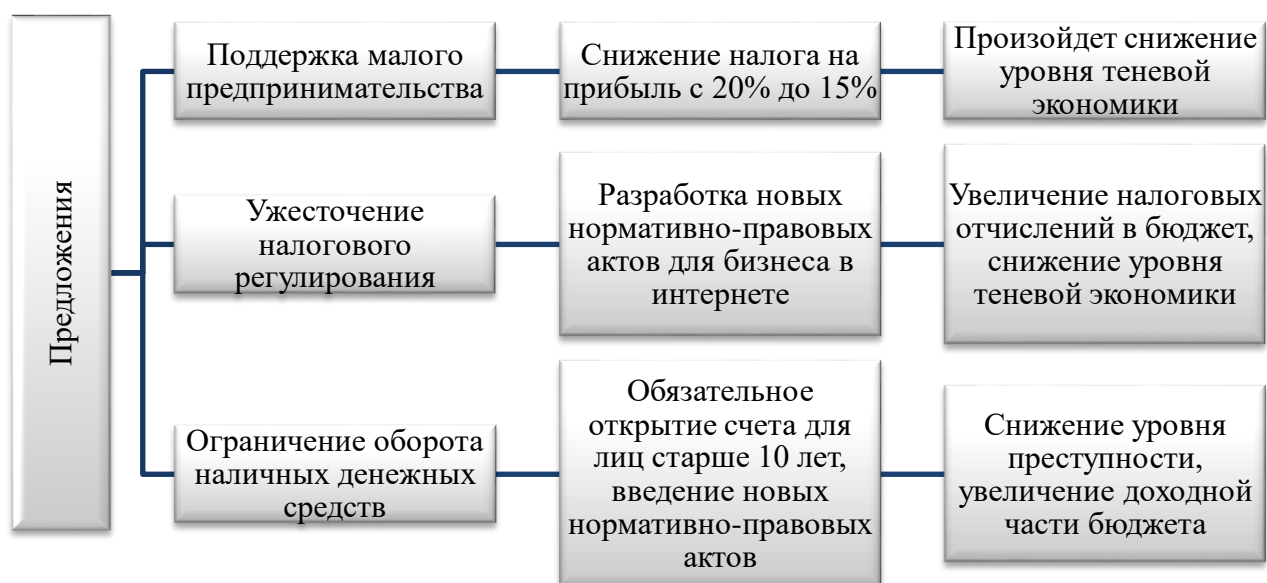 Предложения
Поддержка малого
предпринимательства
Снижение налога на
прибыль с 20% до 15%
Произойдет снижение
уровня теневой
экономики
Ужесточение
налогового
регулирования
Разработка новых
нормативно-правовых
актов для бизнеса в
интернете
Увеличение налоговых
отчислений в бюджет,
снижение уровня
теневой экономики
Ограничение оборота
наличных денежных
средств
Обязательное
открытие счета для
лиц старше 10 лет,
введение новых
нормативно-правовых
актов
Снижение уровня
преступности,
увеличение доходной
части бюджета